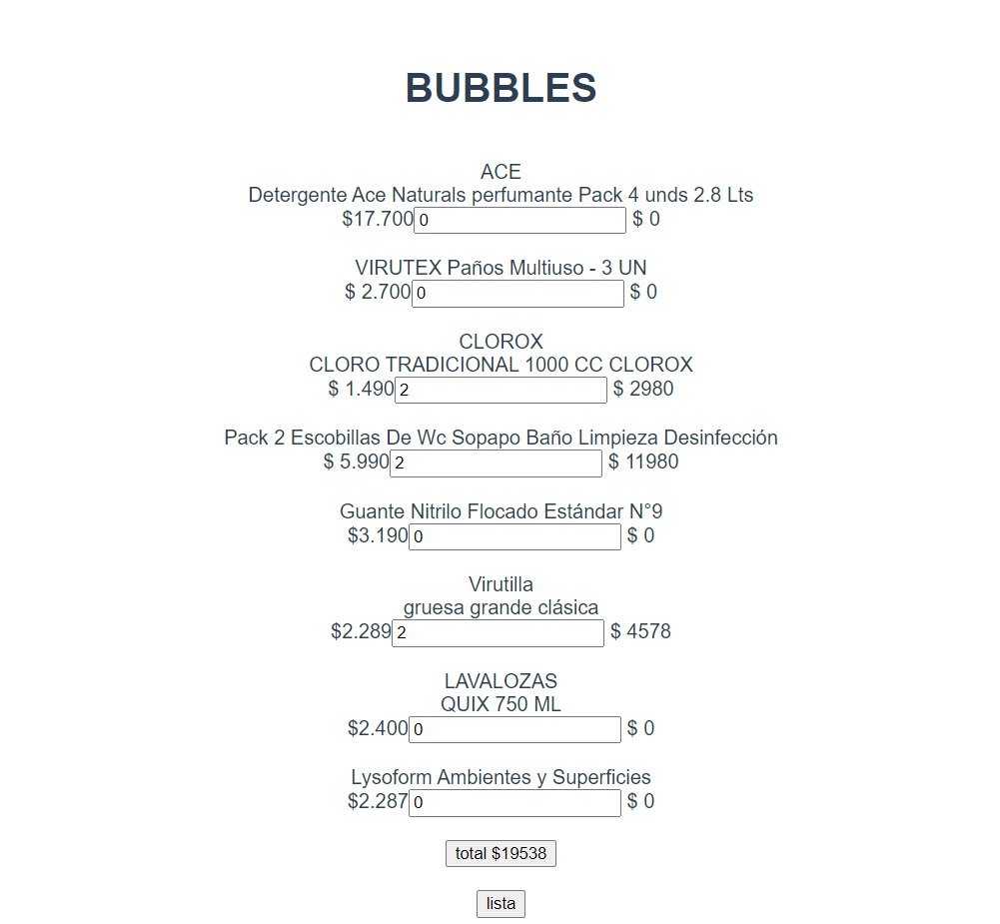 BUBBLES
ACE
Detergente Ace Naturals perfumante Pack 4 unds 2.8 Lts
$17.700 0 $ 0
VIRUTEX Paños Multiuso - 3 UN
$ 2.700 0 $ 0
CLOROX
CLORO TRADICIONAL 1000 CC CLOROX
$ 1.490 2 $ 2980
Pack 2 Escobillas De Wc Sopapo Baño Limpieza Desinfección
$ 5.990 2 $ 11980
Guante Nitrilo Flocado Estándar N°9
$3.190 0 $ 0
Virutilla
gruesa grande clásica
$2.289 2 $ 4578
LAVALOZAS
QUIX 750 ML
$2.400 0 $ 0
Lysoform Ambientes y Superficies
$2.287 0 $ 0
total $19538
lista